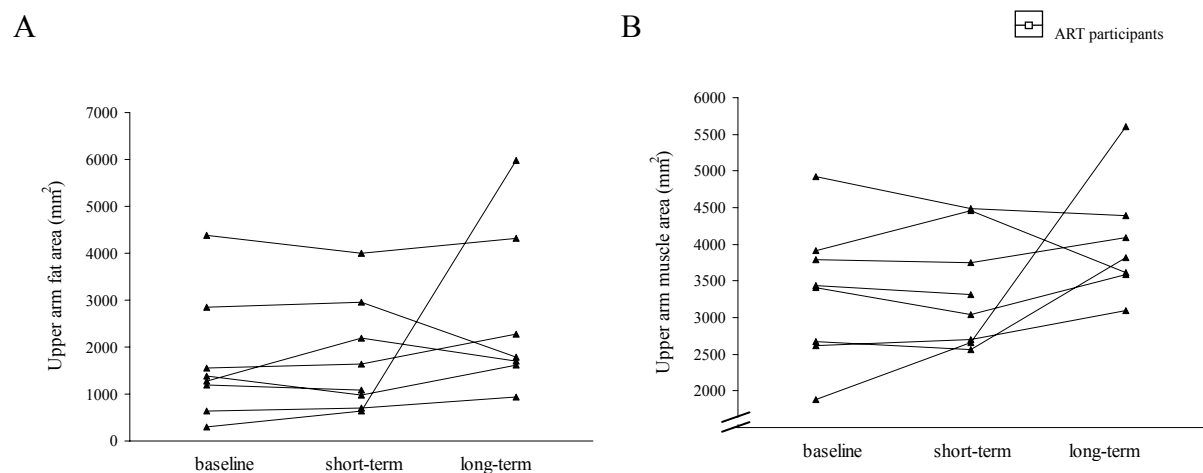 A
B
ART participants
Upper arm fat area (mm²)
7000
6000
5000
4000
3000
2000
1000
0
baseline short-term long-term
Upper arm muscle area (mm²)
6000
5500
5000
4500
4000
3500
3000
2500
2000
baseline short-term long-term